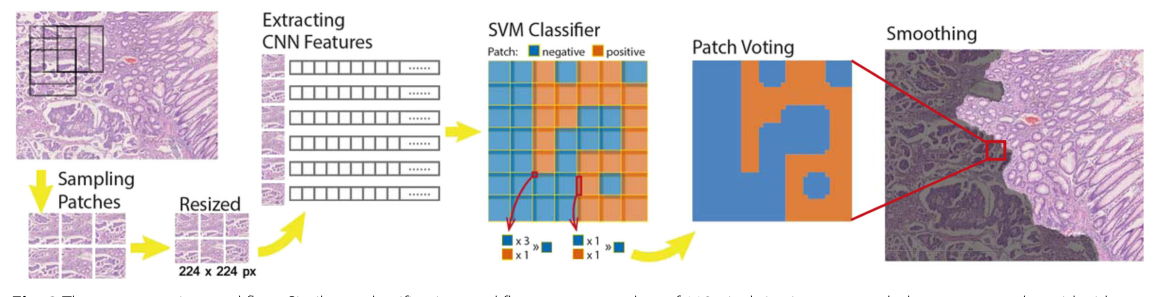 Extracting
CNN Features
......
......
......
......
......
......
Sampling
Patches
Resized
224 x 224 px
SVM Classifier
Patch: negative positive
x 3
x 1
»
x 1
x 1
»
Patch Voting
Smoothing